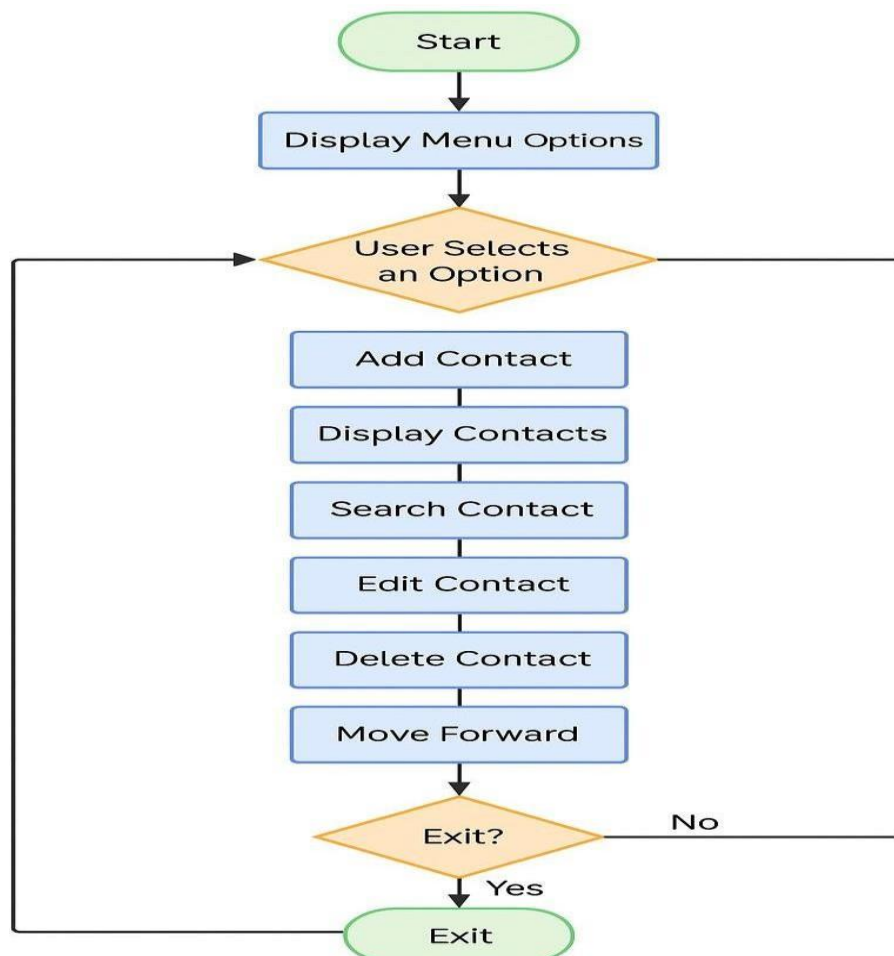 Start
Display Menu Options
User Selects
an Option
Add Contact
Display Contacts
Search Contact
Edit Contact
Delete Contact
Move Forward
Exit?
No
Yes
Exit